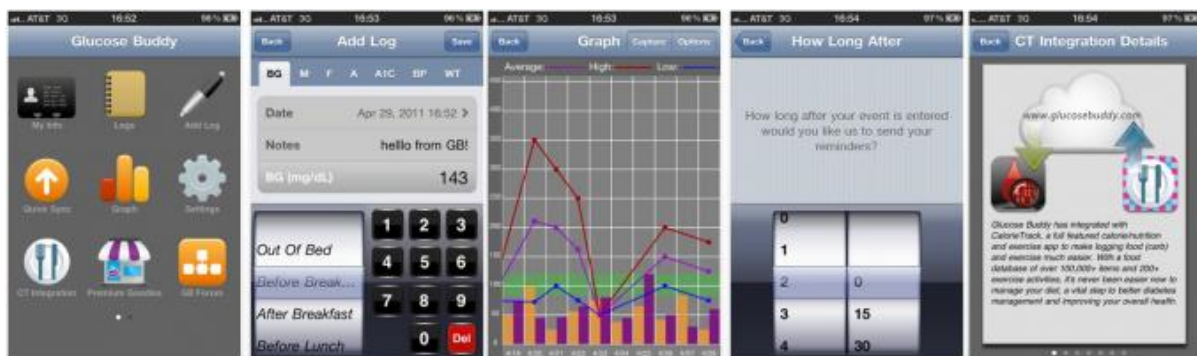 AT&T 3G 16:52 96%
Glucose Buddy
My Info Logs Add Log
Quick Sync Graph Settings
CT Integration Premium Goodies GB Forum
AT&T 3G 16:53 96%
Back Add Log Save
BG M F A A1C BP WT
Date Apr 29, 2011 16:52 >
Notes helllo from GB!
BG (mg/dL) 143
Out Of Bed
Before Break...
After Breakfast
Before Lunch
1 2 3
4 5 6
7 8 9
0 Del
AT&T 3G 16:53 96%
Back Graph Capture Options
Average: High: Low:
AT&T 3G 16:54 97%
Back How Long After
How long after your event is entered
would you like us to send your
reminders?
0
1
2 0
3 15
4 30
AT&T 3G 16:54 97%
Back CT Integration Details
www.glucosebuddy.com
Glucose Buddy has integrated with
CalorieTrack, a full featured calorie/nutrition
and exercise app to make logging food (carb)
and exercise much easier. With a food
database of over 100,000+ items and 200+
exercise activities, it's never been easier now to
manage your diet, a vital step to better diabetes
management and improving your overall health.